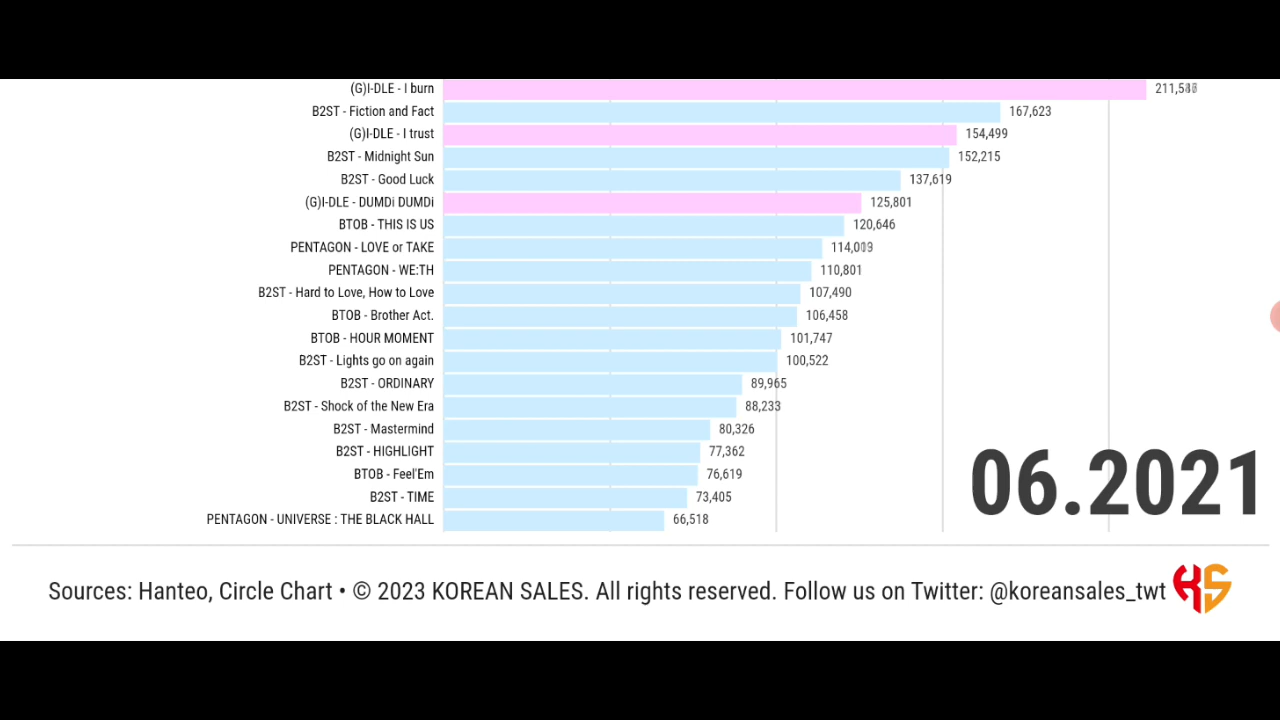 (G)I-DLE - I burn
B2ST - Fiction and Fact 167,623
(G)I-DLE - I trust 154,499
B2ST - Midnight Sun 152,215
B2ST - Good Luck 137,619
(G)I-DLE - DUMDi DUMDi 125,801
BTOB - THIS IS US 120,646
PENTAGON - LOVE or TAKE
PENTAGON - WE:TH 110,801
B2ST - Hard to Love, How to Love 107,490
BTOB - Brother Act. 106,458
BTOB - HOUR MOMENT 101,747
B2ST - Lights go on again 100,522
B2ST - ORDINARY 89,965
B2ST - Shock of the New Era 88,233
B2ST - Mastermind 80,326
B2ST - HIGHLIGHT 77,362
BTOB - Feel'Em 76,619
B2ST - TIME 73,405
PENTAGON - UNIVERSE : THE BLACK HALL 66,518
06.2021
Sources: Hanteo, Circle Chart • © 2023 KOREAN SALES. All rights reserved. Follow us on Twitter: @koreansales_twt KS